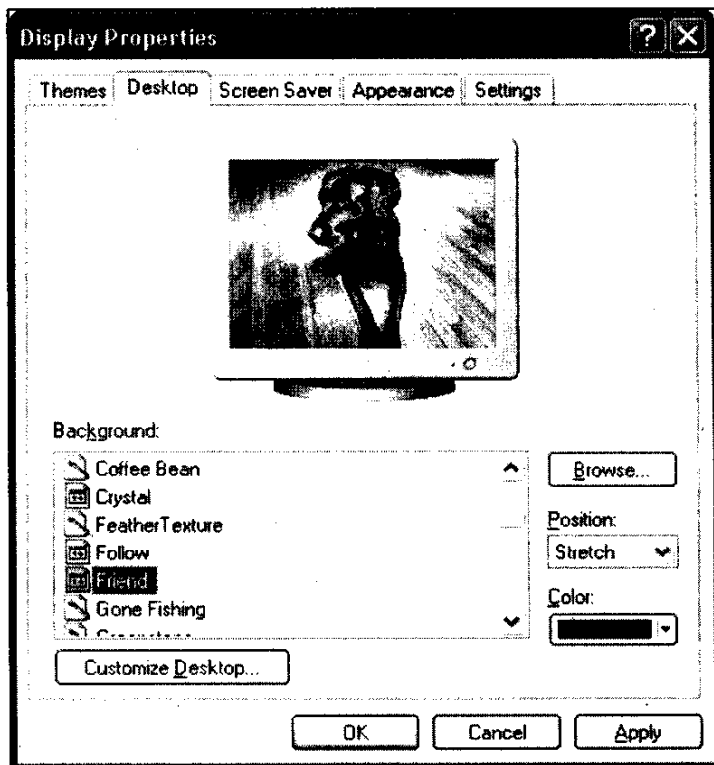 Display Properties
Themes Desktop Screen Saver Appearance Settings
Background:
Coffee Bean
Crystal
FeatherTexture
Follow
Friend
Gone Fishing
Browse...
Position:
Stretch
Color:
Customize Desktop...
OK Cancel Apply